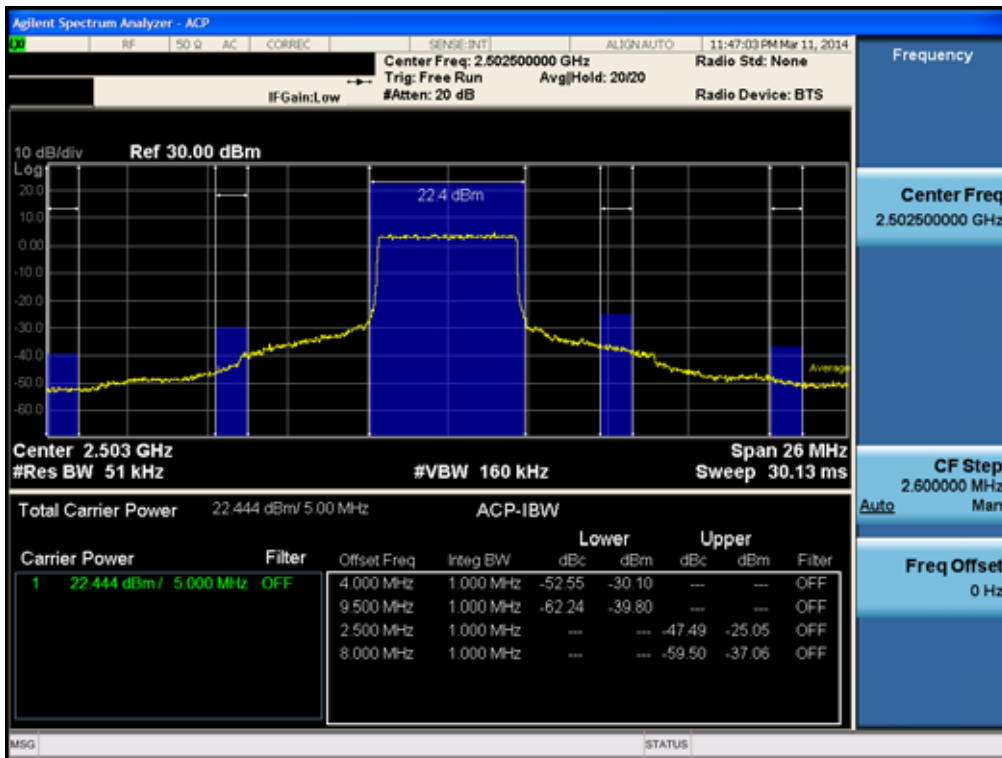 Agilent Spectrum Analyzer - ACP
LXI RF 50 Ω AC CORREC SENSE:INT ALIGN AUTO 11:47:03 PM Mar 11, 2014
Center Freq: 2.502500000 GHz Radio Std: None
Trig: Free Run Avg|Hold: 20/20
IFGain:Low #Atten: 20 dB Radio Device: BTS
10 dB/div Ref 30.00 dBm
Log
20.0
10.0
0.00
-10.0
-20.0
-30.0
-40.0
-50.0
-60.0
22.4 dBm
Average
Center 2.503 GHz Span 26 MHz
#Res BW 51 kHz #VBW 160 kHz Sweep 30.13 ms
Total Carrier Power 22.444 dBm/ 5.00 MHz ACP-IBW
Lower Upper
Carrier Power Filter Offset Freq Integ BW dBc dBm dBc dBm Filter
1 22.444 dBm / 5.000 MHz OFF 4.000 MHz 1.000 MHz -52.55 -30.10 --- --- OFF
9.500 MHz 1.000 MHz -62.24 -39.80 --- --- OFF
2.500 MHz 1.000 MHz --- --- -47.49 -25.05 OFF
8.000 MHz 1.000 MHz --- --- -59.50 -37.06 OFF
Frequency
Center Freq
2.502500000 GHz
CF Step
2.600000 MHz
Auto Man
Freq Offset
0 Hz
MSG STATUS